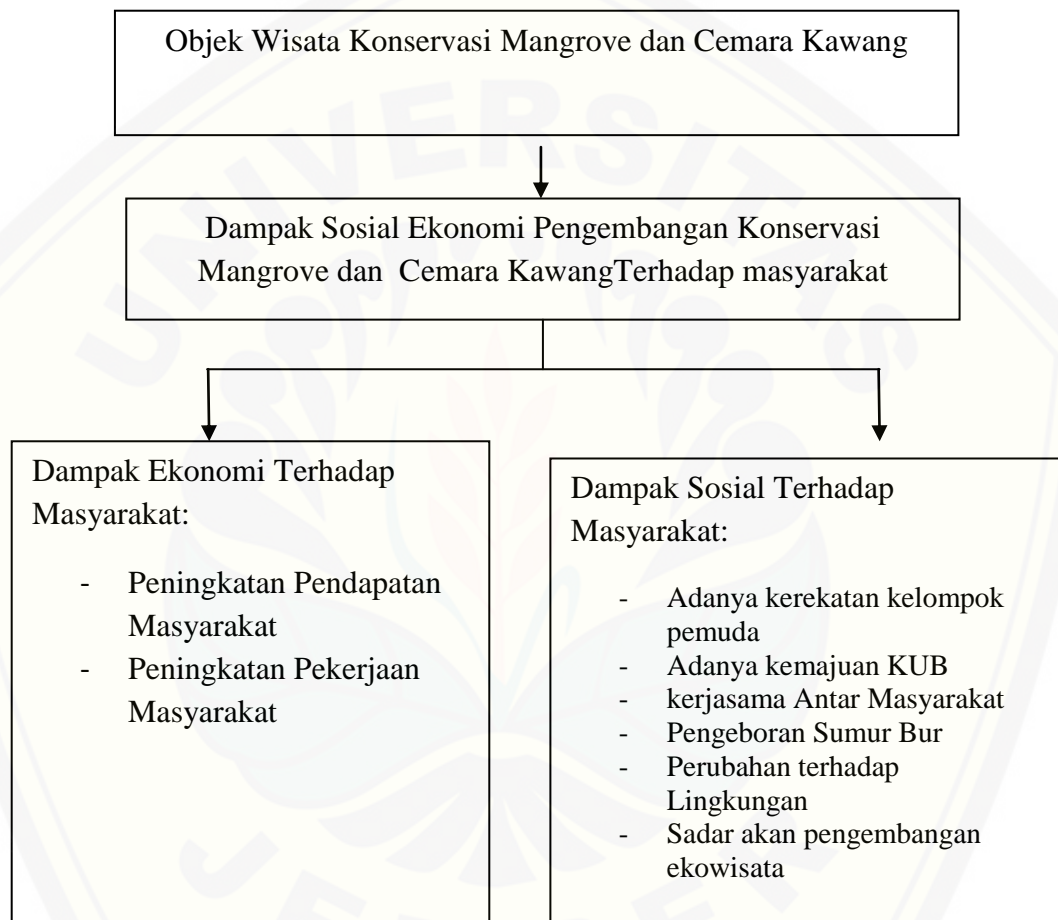 Objek Wisata Konservasi Mangrove dan Cemara Kawang
Dampak Sosial Ekonomi Pengembangan Konservasi
Mangrove dan Cemara KawangTerhadap masyarakat
Dampak Ekonomi Terhadap
Masyarakat:
- Peningkatan Pendapatan
Masyarakat
- Peningkatan Pekerjaan
Masyarakat
Dampak Sosial Terhadap
Masyarakat:
- Adanya kerekatan kelompok
pemuda
- Adanya kemajuan KUB
- kerjasama Antar Masyarakat
- Pengeboran Sumur Bur
- Perubahan terhadap
Lingkungan
- Sadar akan pengembangan
ekowisata
UNIVERSITAS
JEMBER